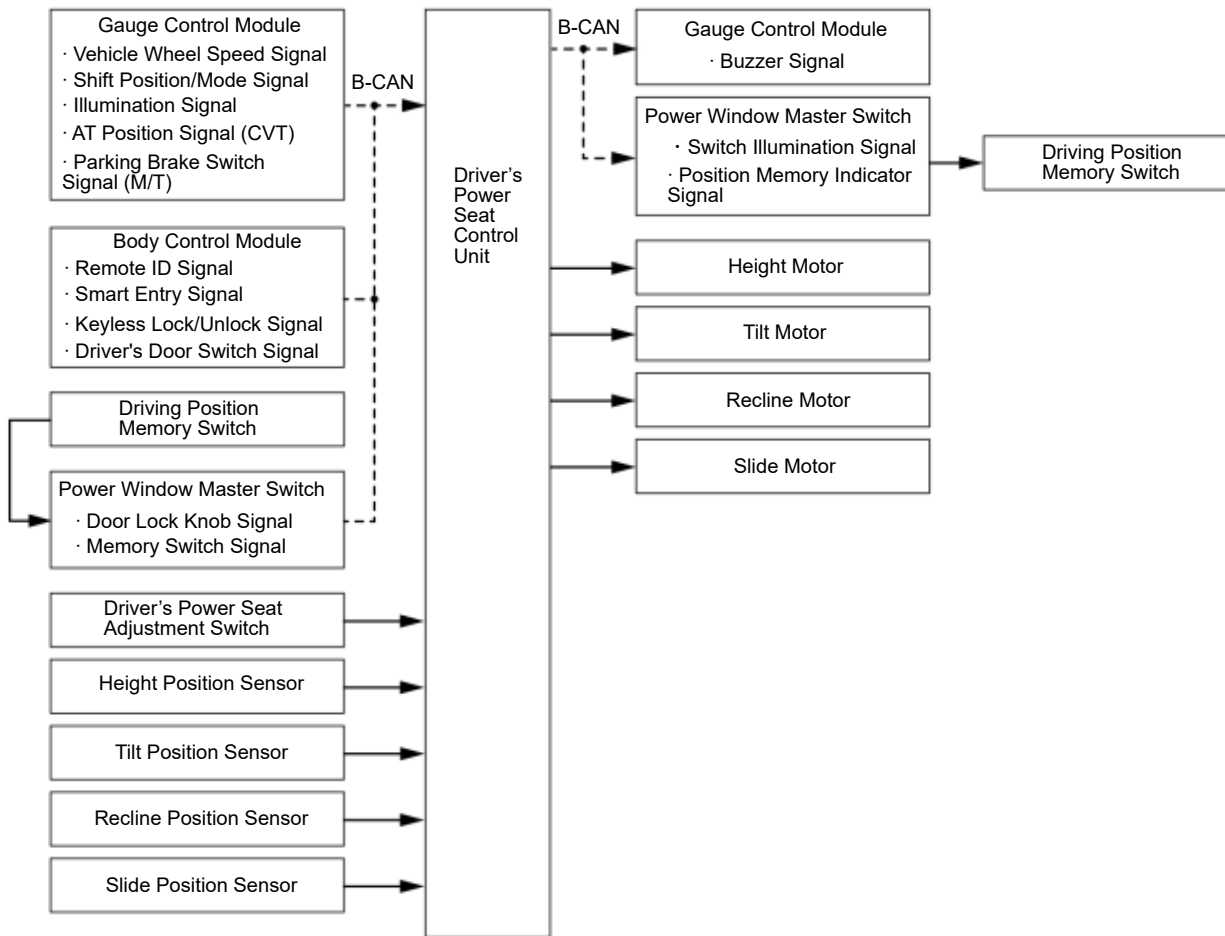 Gauge Control Module
· Vehicle Wheel Speed Signal
· Shift Position/Mode Signal
· Illumination Signal
· AT Position Signal (CVT)
· Parking Brake Switch
Signal (M/T)
B-CAN
Body Control Module
· Remote ID Signal
· Smart Entry Signal
· Keyless Lock/Unlock Signal
· Driver's Door Switch Signal
Driving Position
Memory Switch
Power Window Master Switch
· Door Lock Knob Signal
· Memory Switch Signal
Driver’s Power Seat
Adjustment Switch
Height Position Sensor
Tilt Position Sensor
Recline Position Sensor
Slide Position Sensor
Driver’s
Power
Seat
Control
Unit
B-CAN
Gauge Control Module
· Buzzer Signal
Power Window Master Switch
· Switch Illumination Signal
· Position Memory Indicator
Signal
Driving Position
Memory Switch
Height Motor
Tilt Motor
Recline Motor
Slide Motor